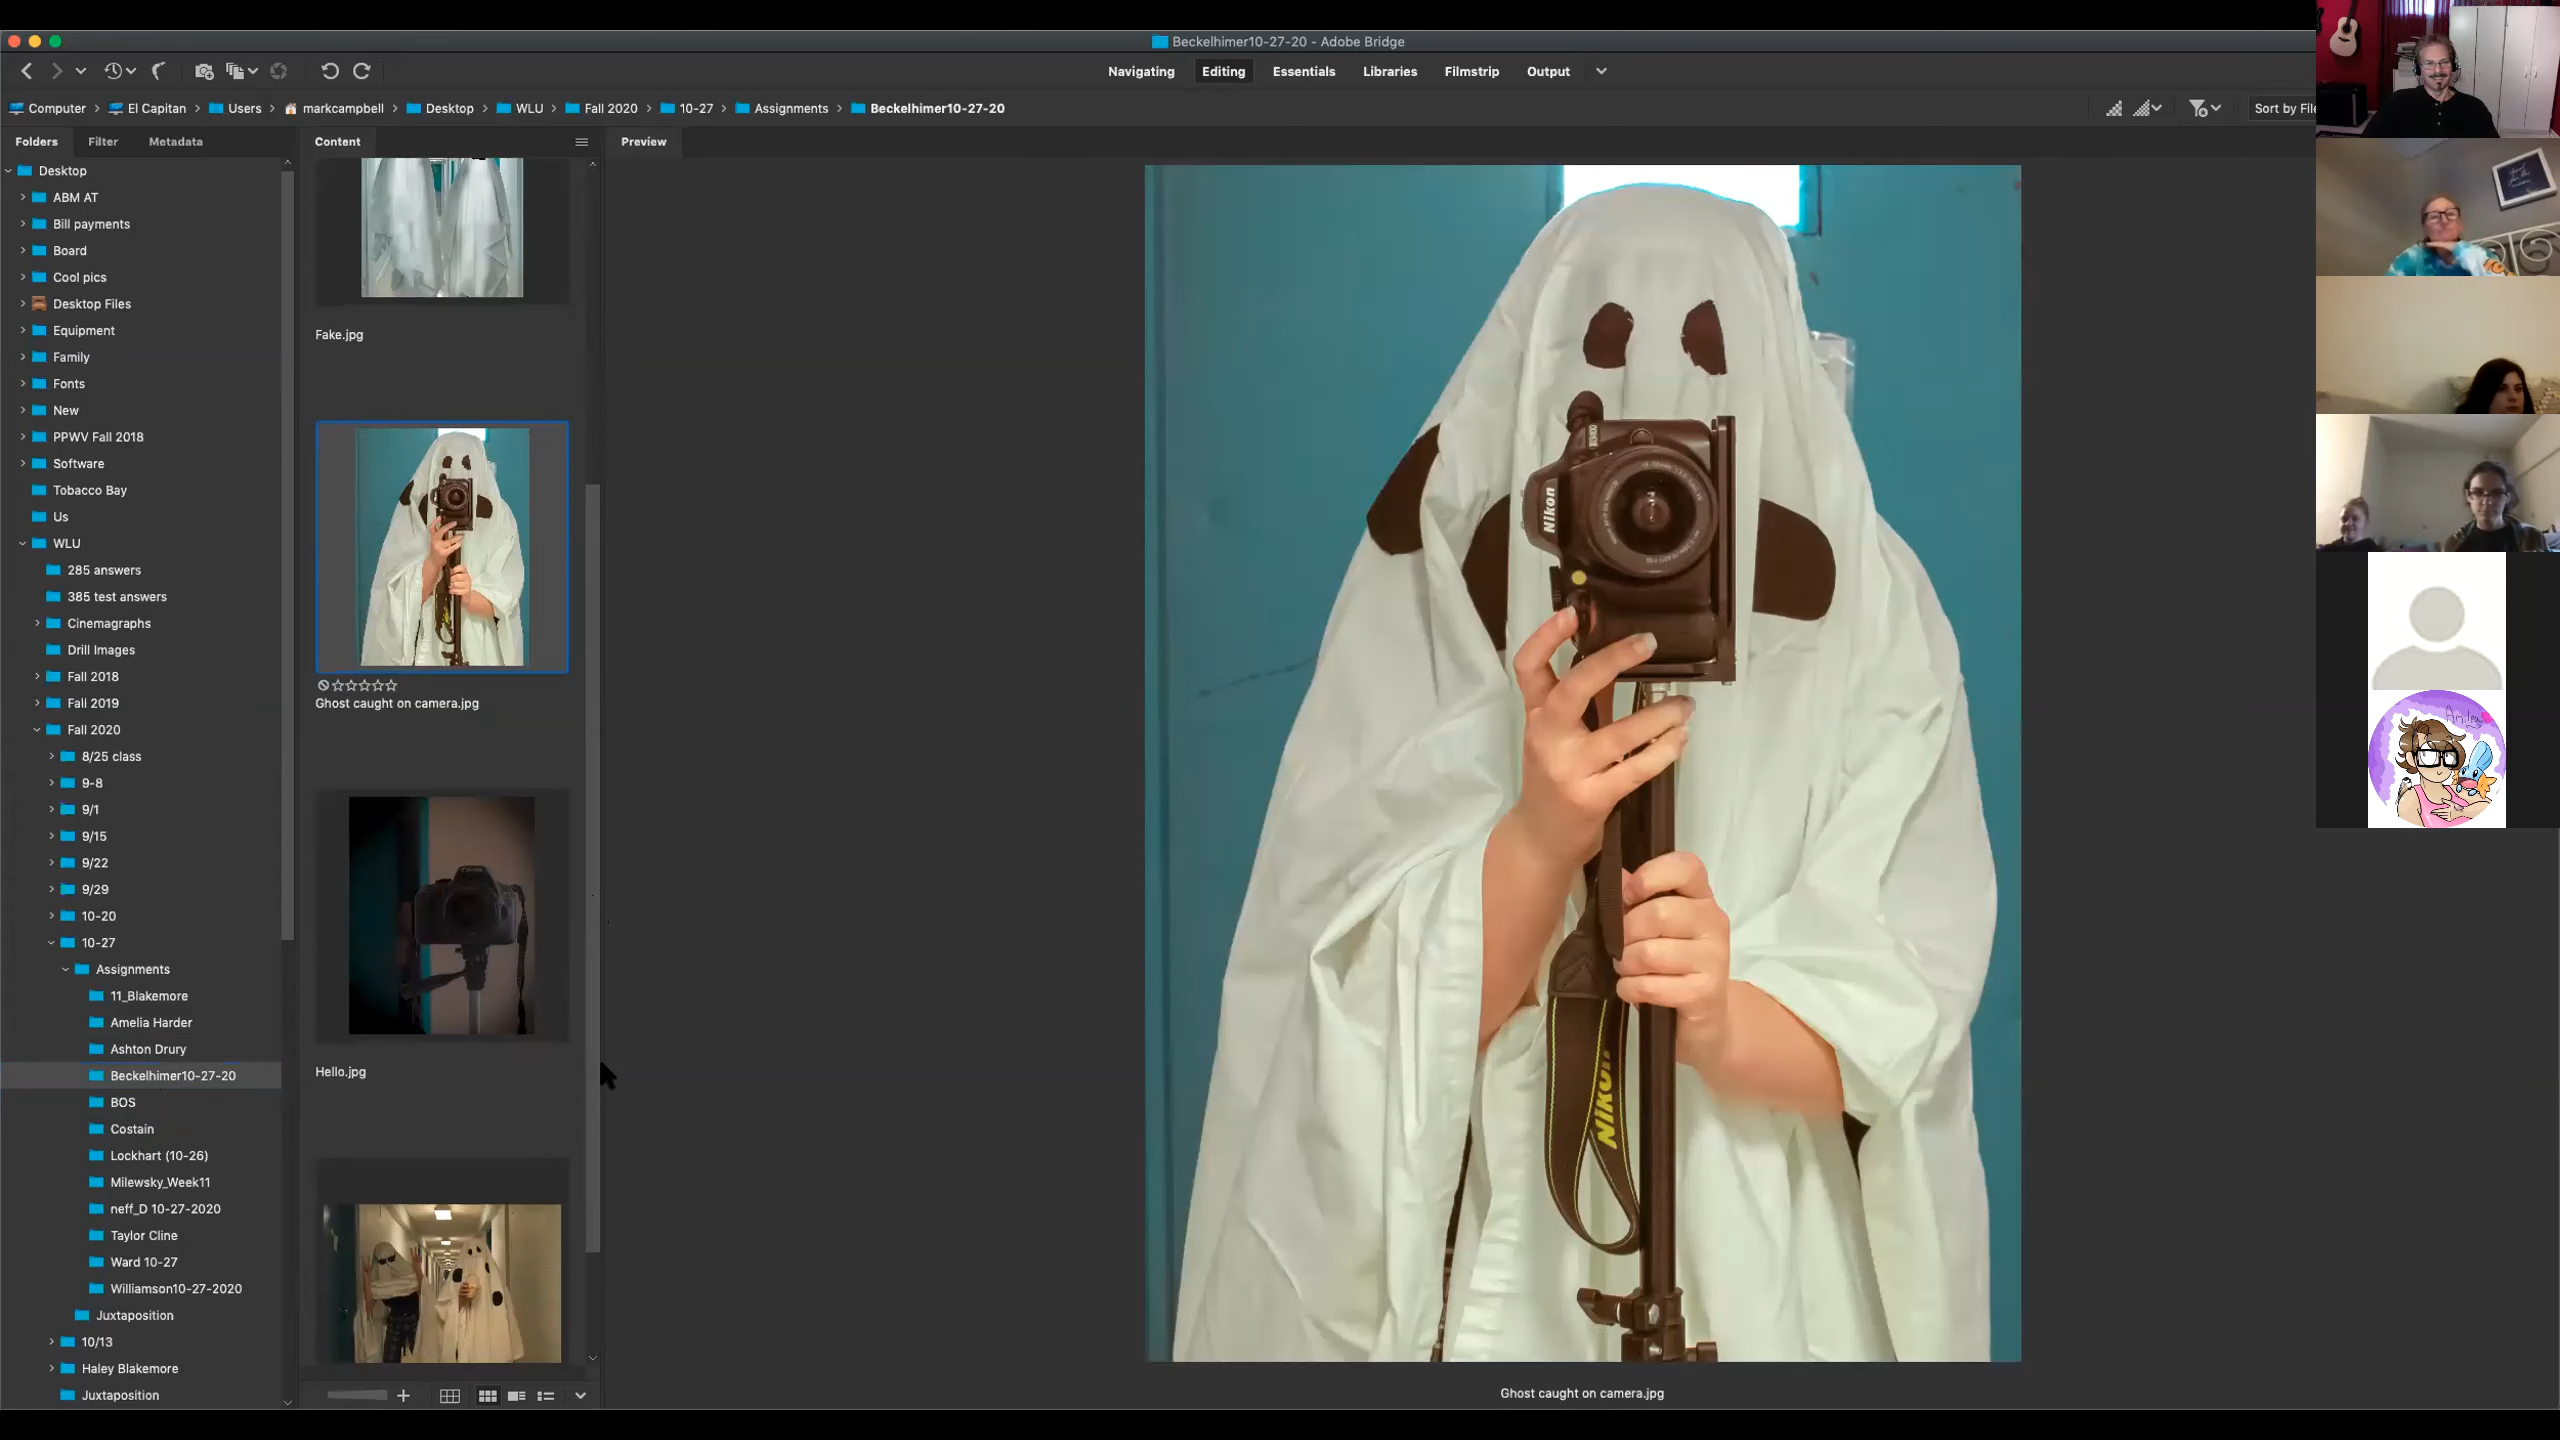 Beckelhimer10-27-20 - Adobe Bridge
Navigating
Editing
Essentials
Libraries
Filmstrip
Output
Computer
El Capitan
Users
markcampbell
Desktop
WLU
Fall 2020
10-27
Assignments
Beckelhimer10-27-20
Sort by File
Folders
Filter
Metadata
Content
Preview
Desktop
ABM AT
Bill payments
Board
Cool pics
Desktop Files
Equipment
Family
Fonts
New
PPWV Fall 2018
Software
Tobacco Bay
Us
WLU
285 answers
385 test answers
Cinemagraphs
Drill Images
Fall 2018
Fall 2019
Fall 2020
8/25 class
9-8
9/1
9/15
9/22
9/29
10-20
10-27
Assignments
11_Blakemore
Amelia Harder
Ashton Drury
Beckelhimer10-27-20
BOS
Costain
Lockhart (10-26)
Milewsky_Week11
neff_D 10-27-2020
Taylor Cline
Ward 10-27
Williamson10-27-2020
Juxtaposition
10/13
Haley Blakemore
Juxtaposition
Fake.jpg
Ghost caught on camera.jpg
Hello.jpg
Nikon
Nikon
Ghost caught on camera.jpg